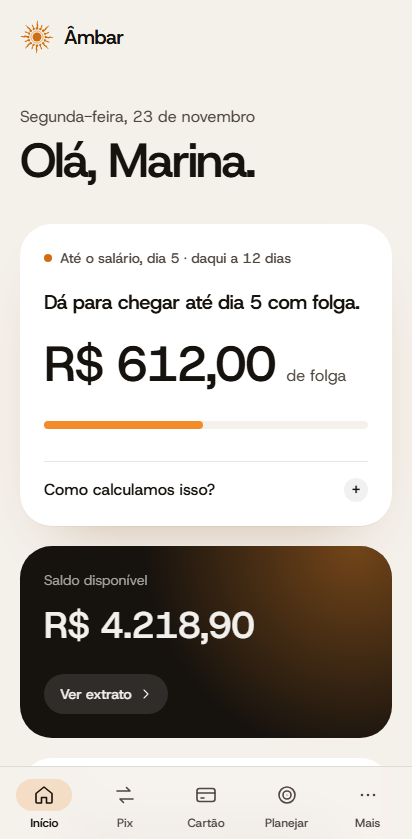 Âmbar
Segunda-feira, 23 de novembro
Olá, Marina.
Até o salário, dia 5 · daqui a 12 dias
Dá para chegar até dia 5 com folga.
R$ 612,00 de folga
Como calculamos isso? +
Saldo disponível
R$ 4.218,90
Ver extrato
Início Pix Cartão Planejar Mais